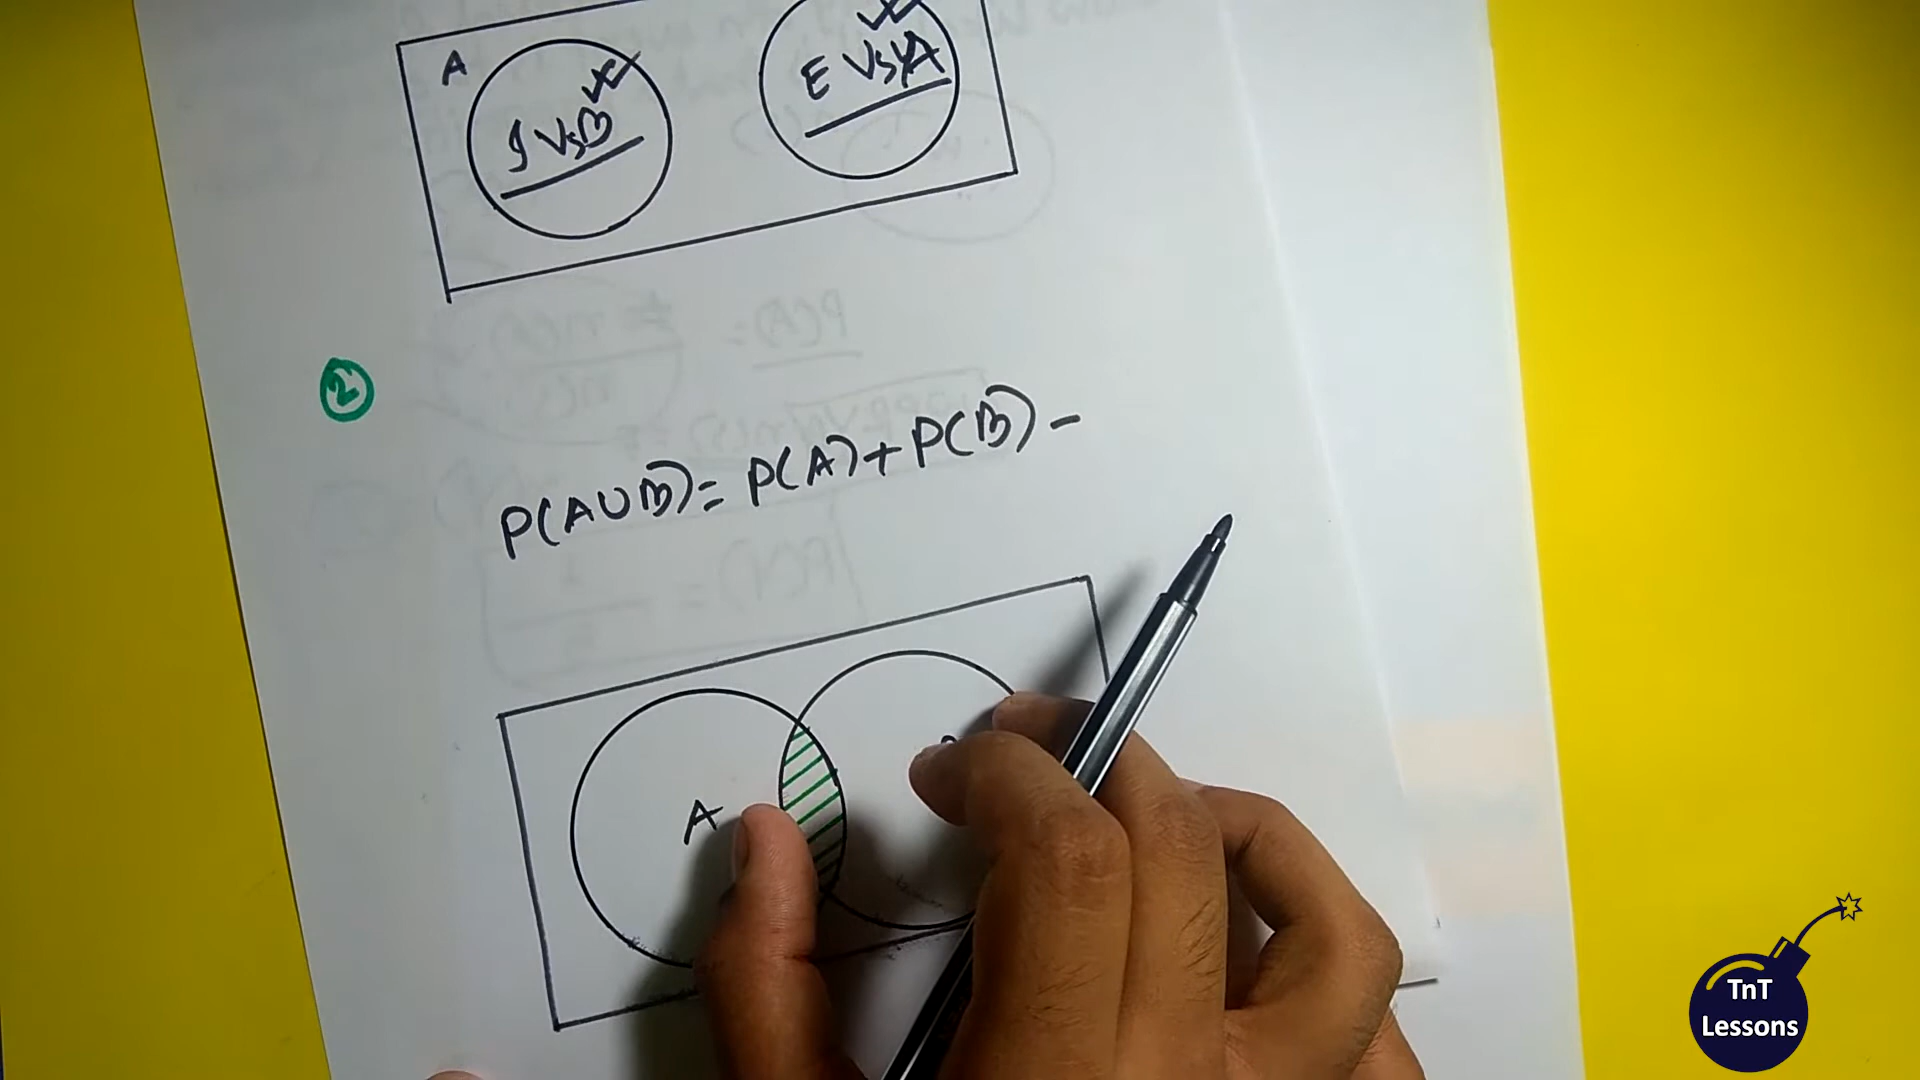 A
I Vs B
E Vs A
2
P(A∪B) = P(A) + P(B) -
A
TnT
Lessons